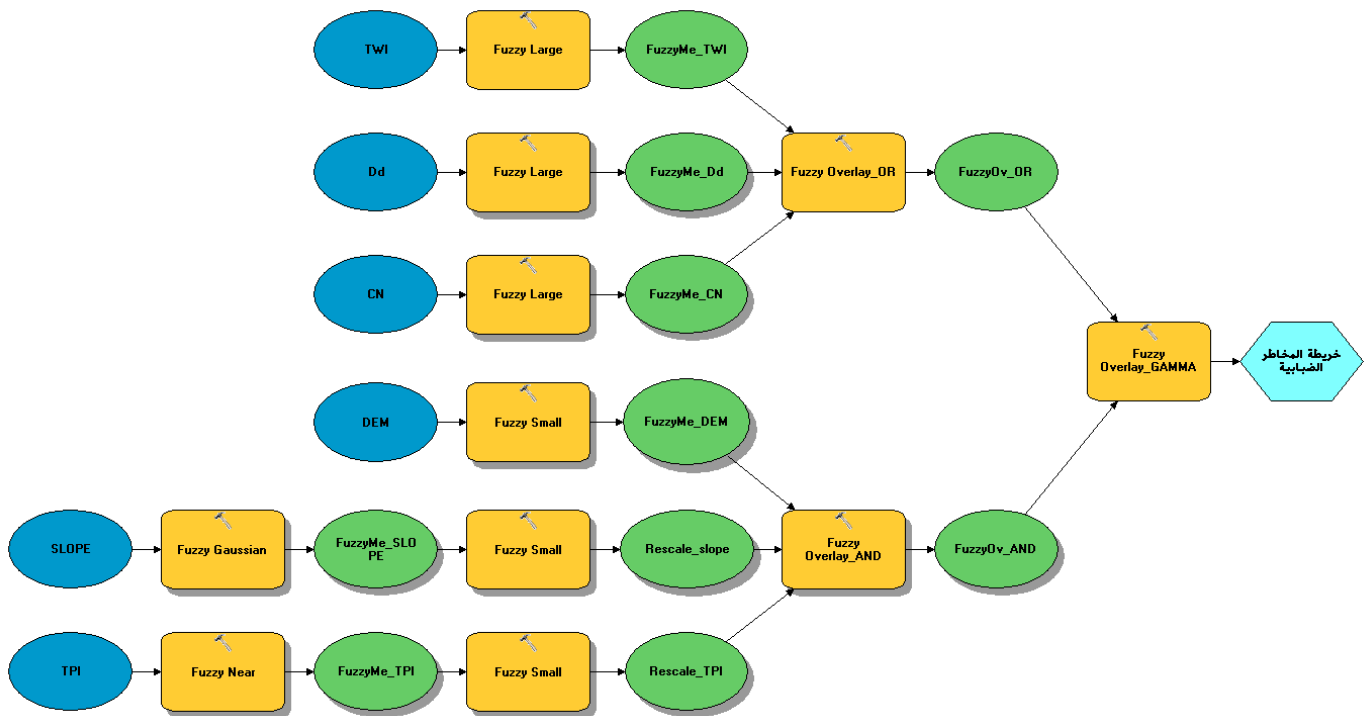 TWI
Fuzzy Large
FuzzyMe_TWI
Dd
Fuzzy Large
FuzzyMe_Dd
Fuzzy Overlay_OR
FuzzyOv_OR
CN
Fuzzy Large
FuzzyMe_CN
Fuzzy
Overlay_GAMMA
خريطة المخاطر
الضبابية
DEM
Fuzzy Small
FuzzyMe_DEM
SLOPE
Fuzzy Gaussian
FuzzyMe_SLO
PE
Fuzzy Small
Rescale_slope
Fuzzy
Overlay_AND
FuzzyOv_AND
TPI
Fuzzy Near
FuzzyMe_TPI
Fuzzy Small
Rescale_TPI